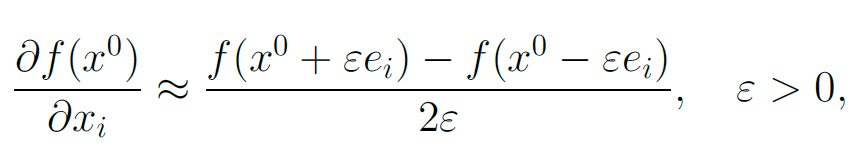 ∂f(x⁰)/∂xᵢ ≈ (f(x⁰ + εeᵢ) − f(x⁰ − εeᵢ))/2ε, ε > 0,